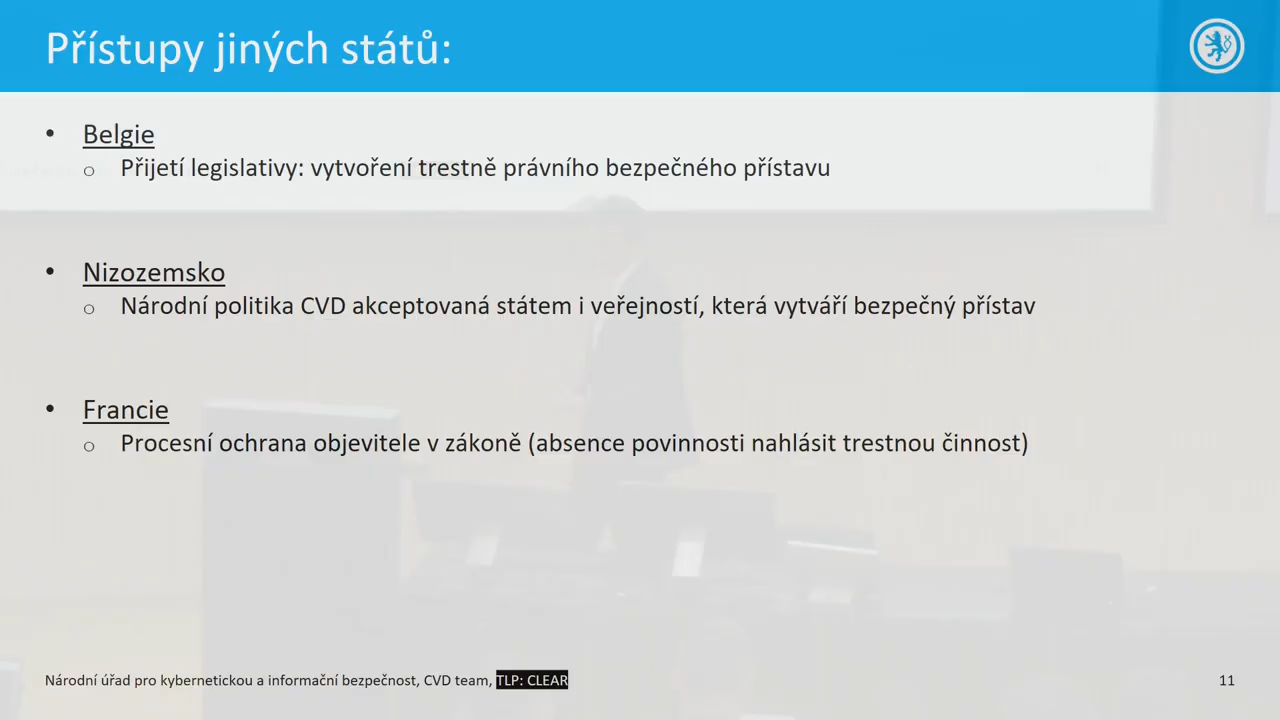 Přístupy jiných států:
• Belgie
o Přijetí legislativy: vytvoření trestně právního bezpečného přístavu
• Nizozemsko
o Národní politika CVD akceptovaná státem i veřejností, která vytváří bezpečný přístav
• Francie
o Procesní ochrana objevitele v zákoně (absence povinnosti nahlásit trestnou činnost)
Národní úřad pro kybernetickou a informační bezpečnost, CVD team, TLP: CLEAR
11